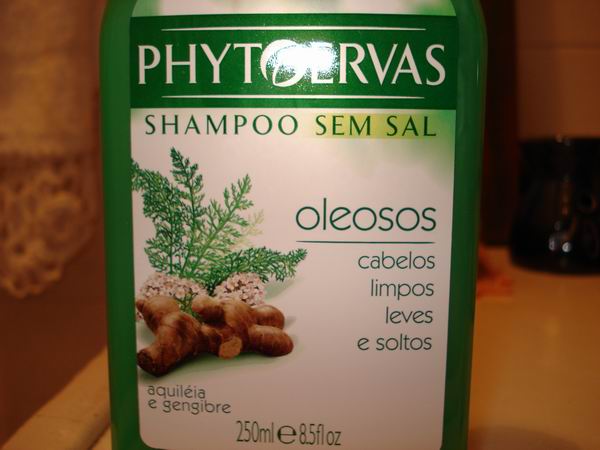 PHYTOERVAS
SHAMPOO SEM SAL
oleosos
cabelos
limpos
leves
e soltos
aquiléia
e gengibre
250ml e 8.5fl oz